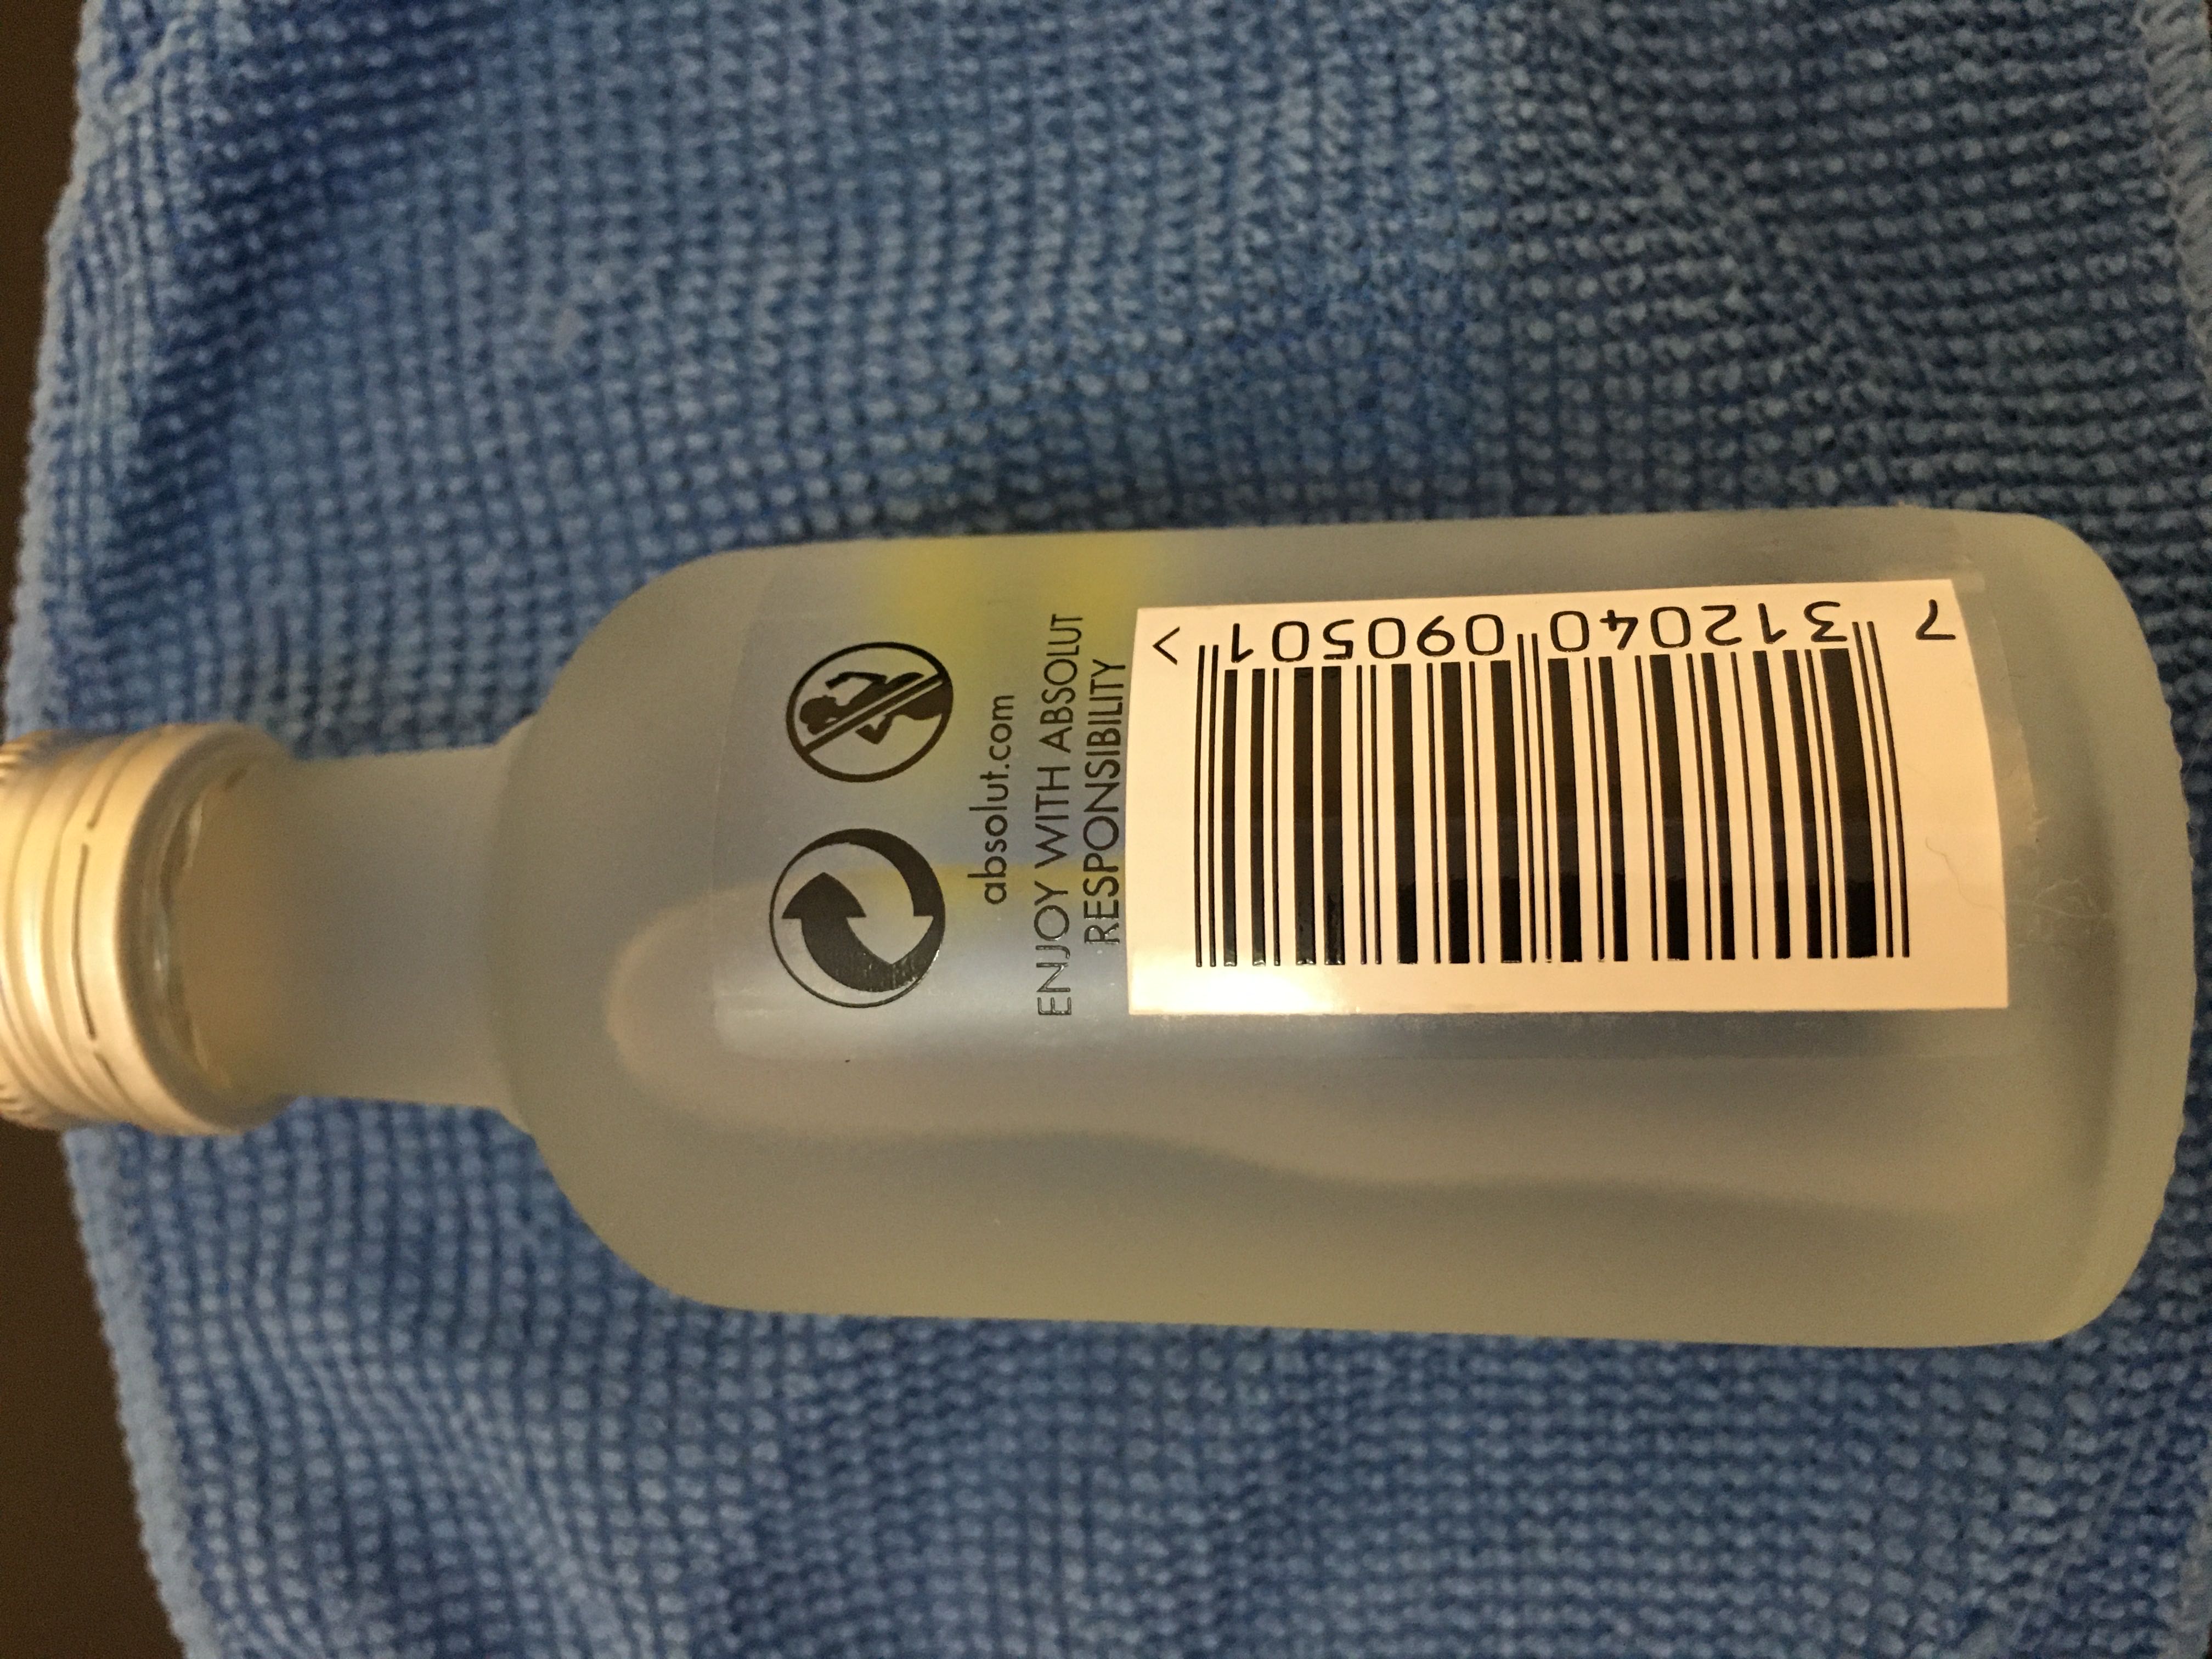 absolut.com
ENJOY WITH ABSOLUT
RESPONSIBILITY
7 312040 090501 >